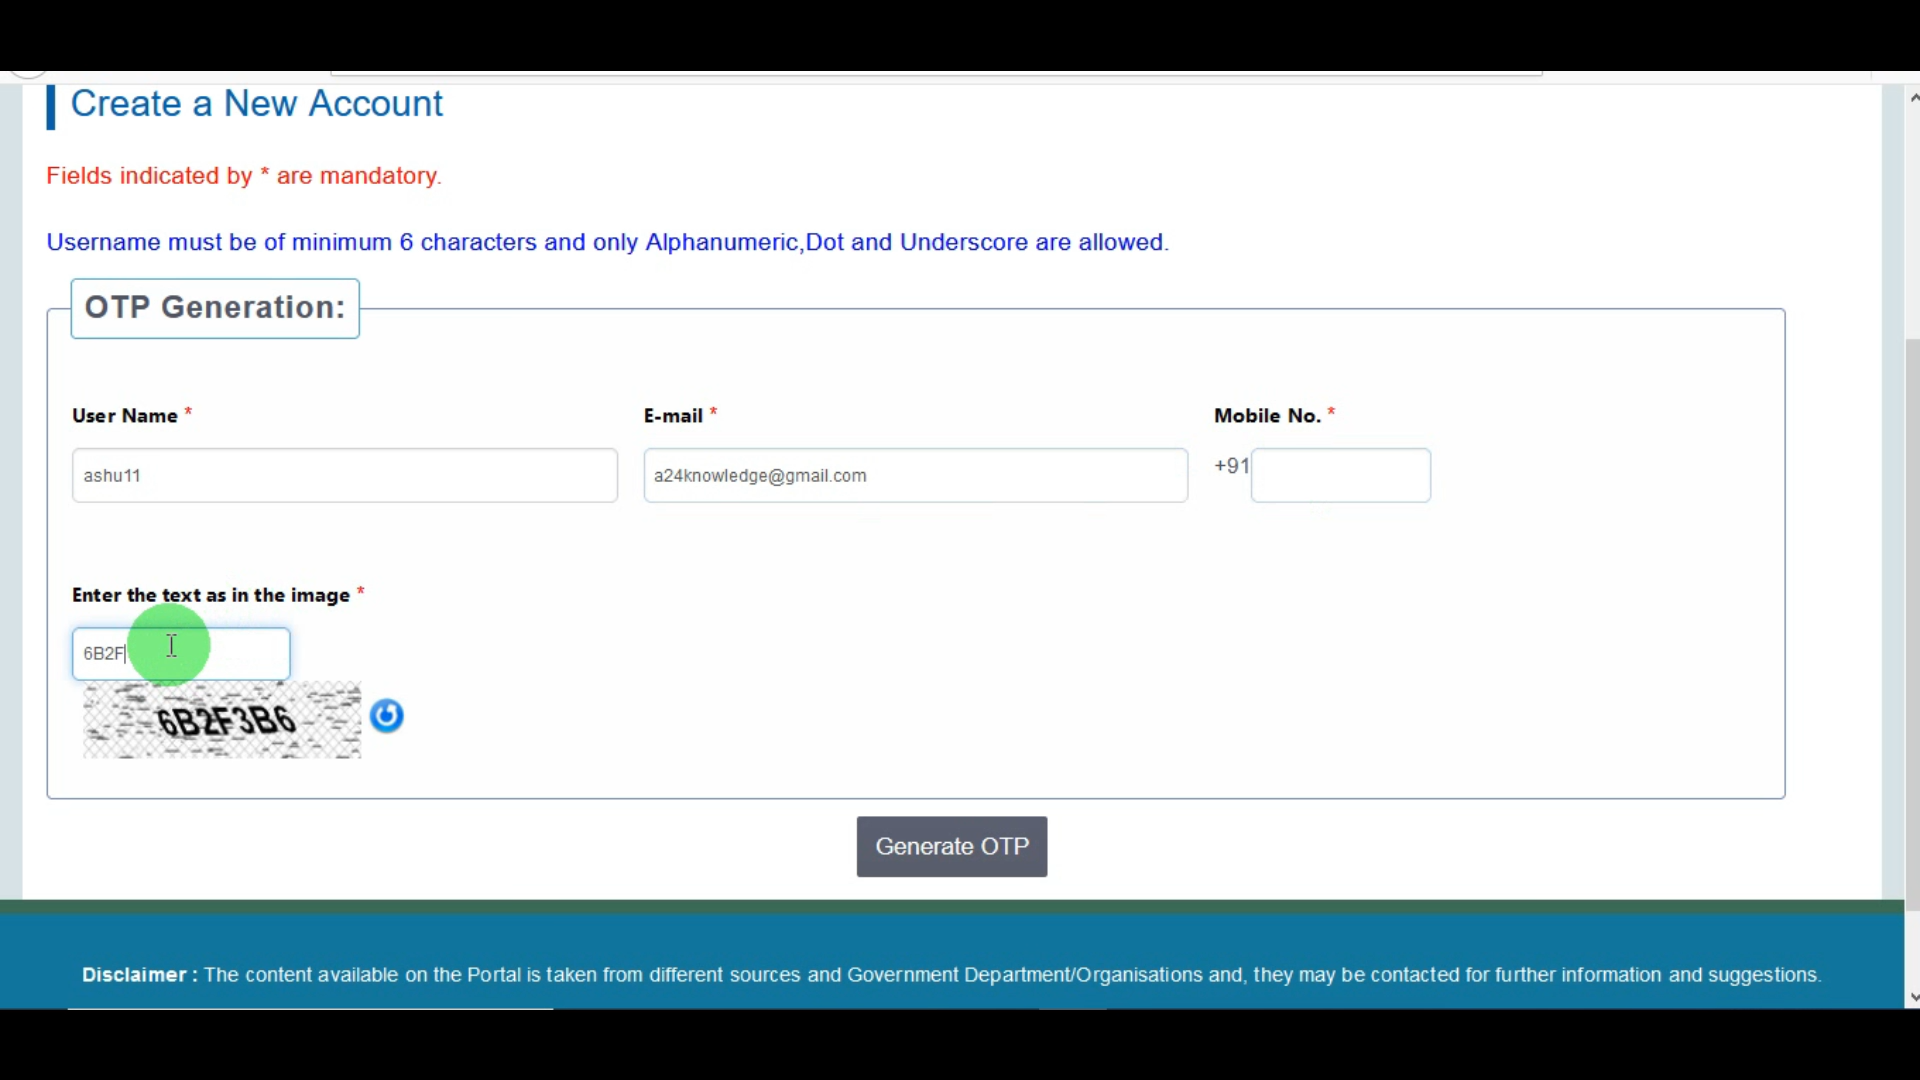 Create a New Account
Fields indicated by * are mandatory.
Username must be of minimum 6 characters and only Alphanumeric,Dot and Underscore are allowed.
OTP Generation:
User Name * E-mail * Mobile No. *
ashu11 a24knowledge@gmail.com +91
Enter the text as in the image *
6B2F
6B2F3B6
Generate OTP
Disclaimer : The content available on the Portal is taken from different sources and Government Department/Organisations and, they may be contacted for further information and suggestions.